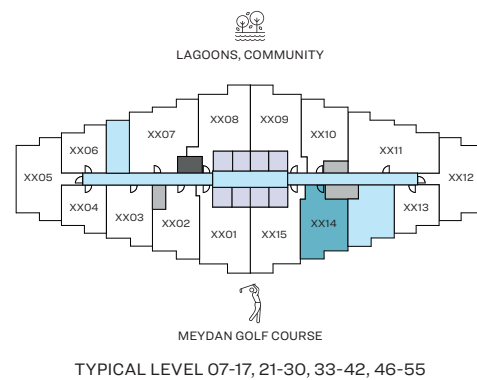 LAGOONS, COMMUNITY
XX08 XX09
XX07 XX10
XX06 XX11
XX05 XX12
XX04 XX13
XX03 XX02 XX14
XX01 XX15
MEYDAN GOLF COURSE
TYPICAL LEVEL 07-17, 21-30, 33-42, 46-55